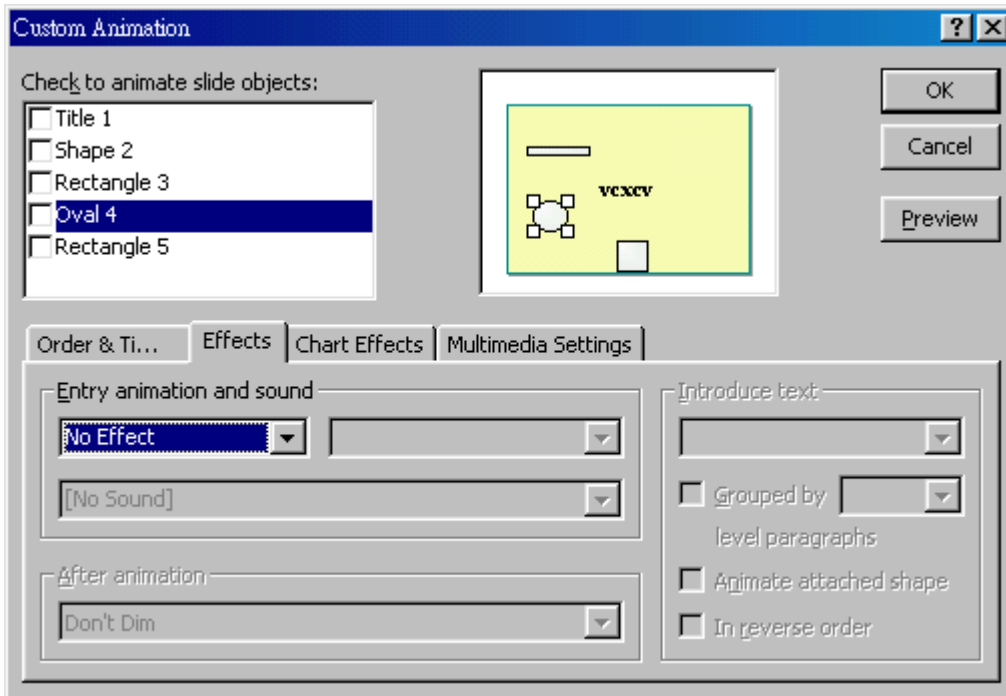 Custom Animation
Check to animate slide objects:
Title 1
Shape 2
Rectangle 3
Oval 4
Rectangle 5
vcxcv
OK
Cancel
Preview
Order & Ti...
Effects
Chart Effects
Multimedia Settings
Entry animation and sound
No Effect
[No Sound]
After animation
Don't Dim
Introduce text
Grouped by
level paragraphs
Animate attached shape
In reverse order